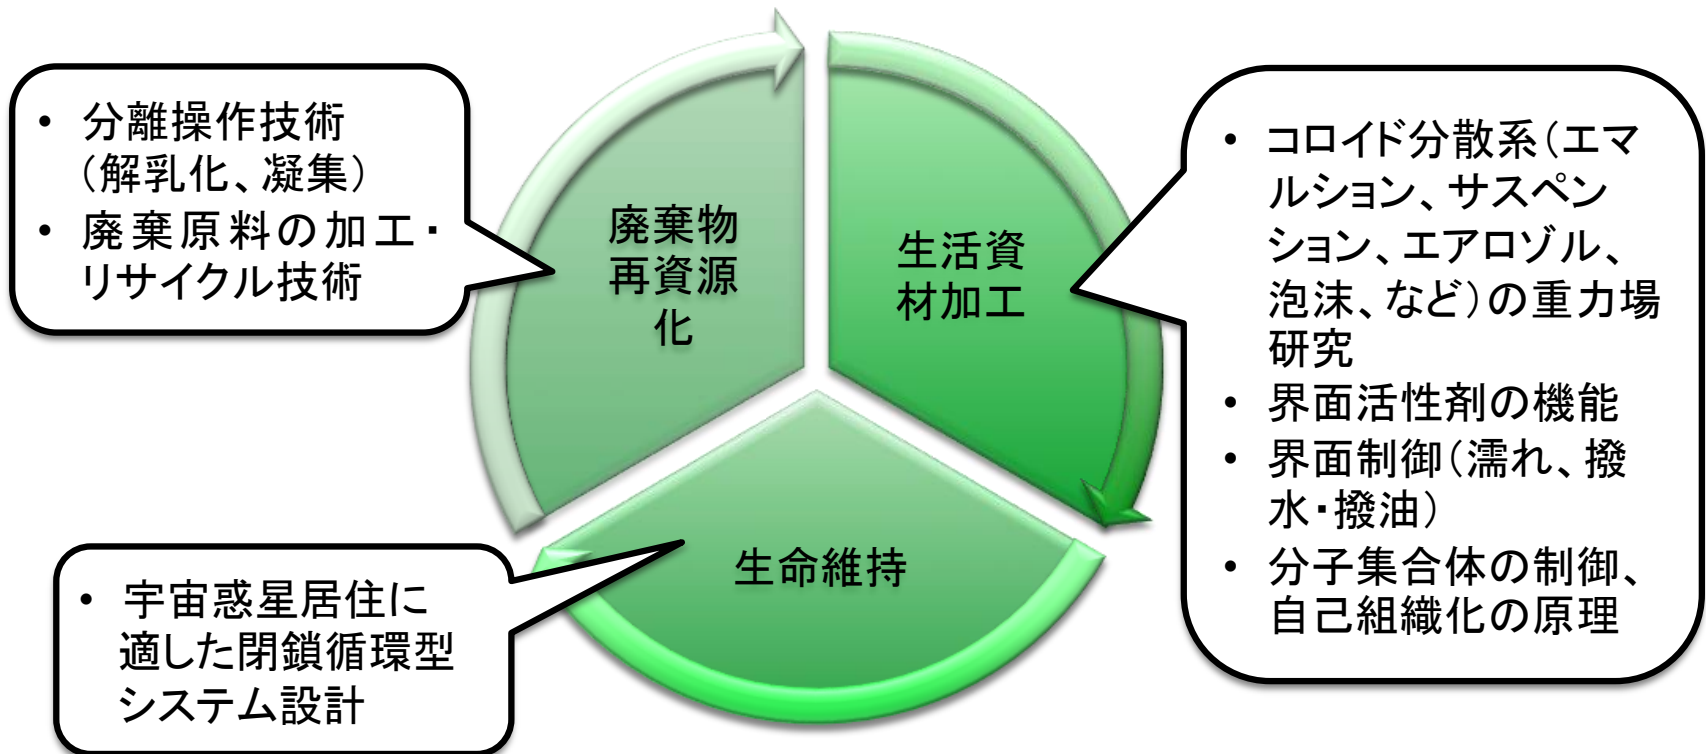 ・ 分離操作技術
(解乳化、凝集)
・ 廃棄原料の加工・
リサイクル技術
廃棄物
再資源
化
生活資
材加工
・ コロイド分散系(エマ
ルション、サスペン
ション、エアロゾル、
泡沫、など)の重力場
研究
・ 界面活性剤の機能
・ 界面制御(濡れ、撥
水・撥油)
・ 分子集合体の制御、
自己組織化の原理
生命維持
・ 宇宙惑星居住に
適した閉鎖循環型
システム設計